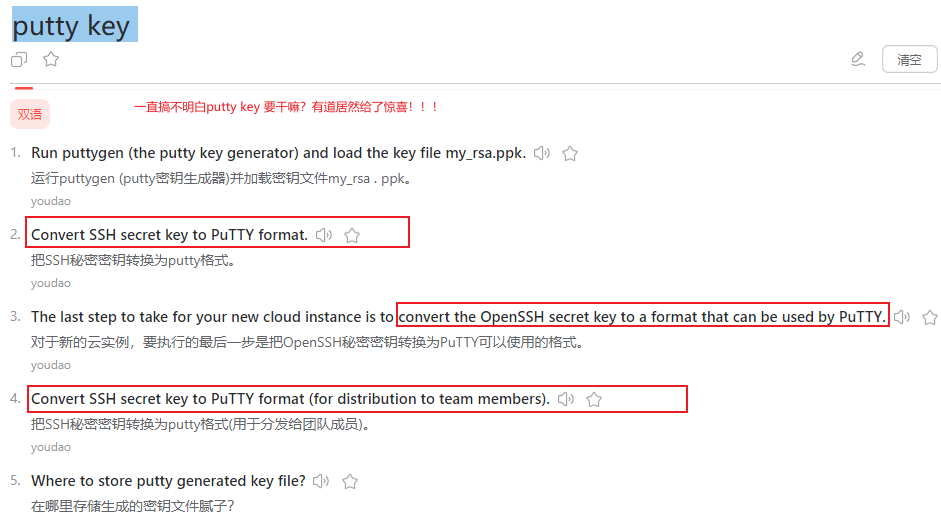 putty key
清空
双语
一直搞不明白putty key 要干嘛？有道居然给了惊喜！！！
1. Run puttygen (the putty key generator) and load the key file my_rsa.ppk.
运行puttygen (putty密钥生成器)并加载密钥文件my_rsa . ppk。
youdao
2. Convert SSH secret key to PuTTY format.
把SSH秘密密钥转换为putty格式。
youdao
3. The last step to take for your new cloud instance is to convert the OpenSSH secret key to a format that can be used by PuTTY.
对于新的云实例，要执行的最后一步是把OpenSSH秘密密钥转换为PuTTY可以使用的格式。
youdao
4. Convert SSH secret key to PuTTY format (for distribution to team members).
把SSH秘密密钥转换为putty格式(用于分发给团队成员)。
youdao
5. Where to store putty generated key file?
在哪里存储生成的密钥文件腻子？